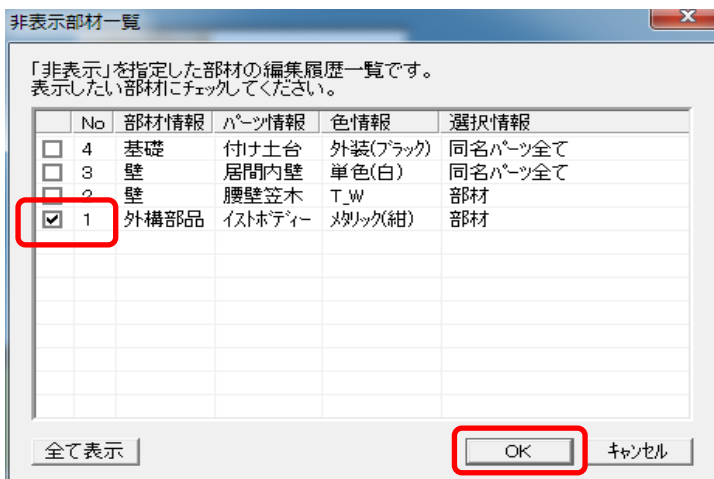 非表示部材一覧
「非表示」を指定した部材の編集履歴一覧です。
表示したい部材にﾁｪｯｸしてください。
No 部材情報 ﾊﾟｰﾂ情報 色情報 選択情報
4 基礎 付け土台 外装(ﾌﾞﾗｯｸ) 同名ﾊﾟｰﾂ全て
3 壁 居間内壁 単色(白) 同名ﾊﾟｰﾂ全て
2 壁 腰壁笠木 T_W 部材
1 外構部品 ｲｽﾄﾎﾞﾃﾞｨｰ ﾒﾀﾘｯｸ(紺) 部材
全て表示 OK ｷｬﾝｾﾙ